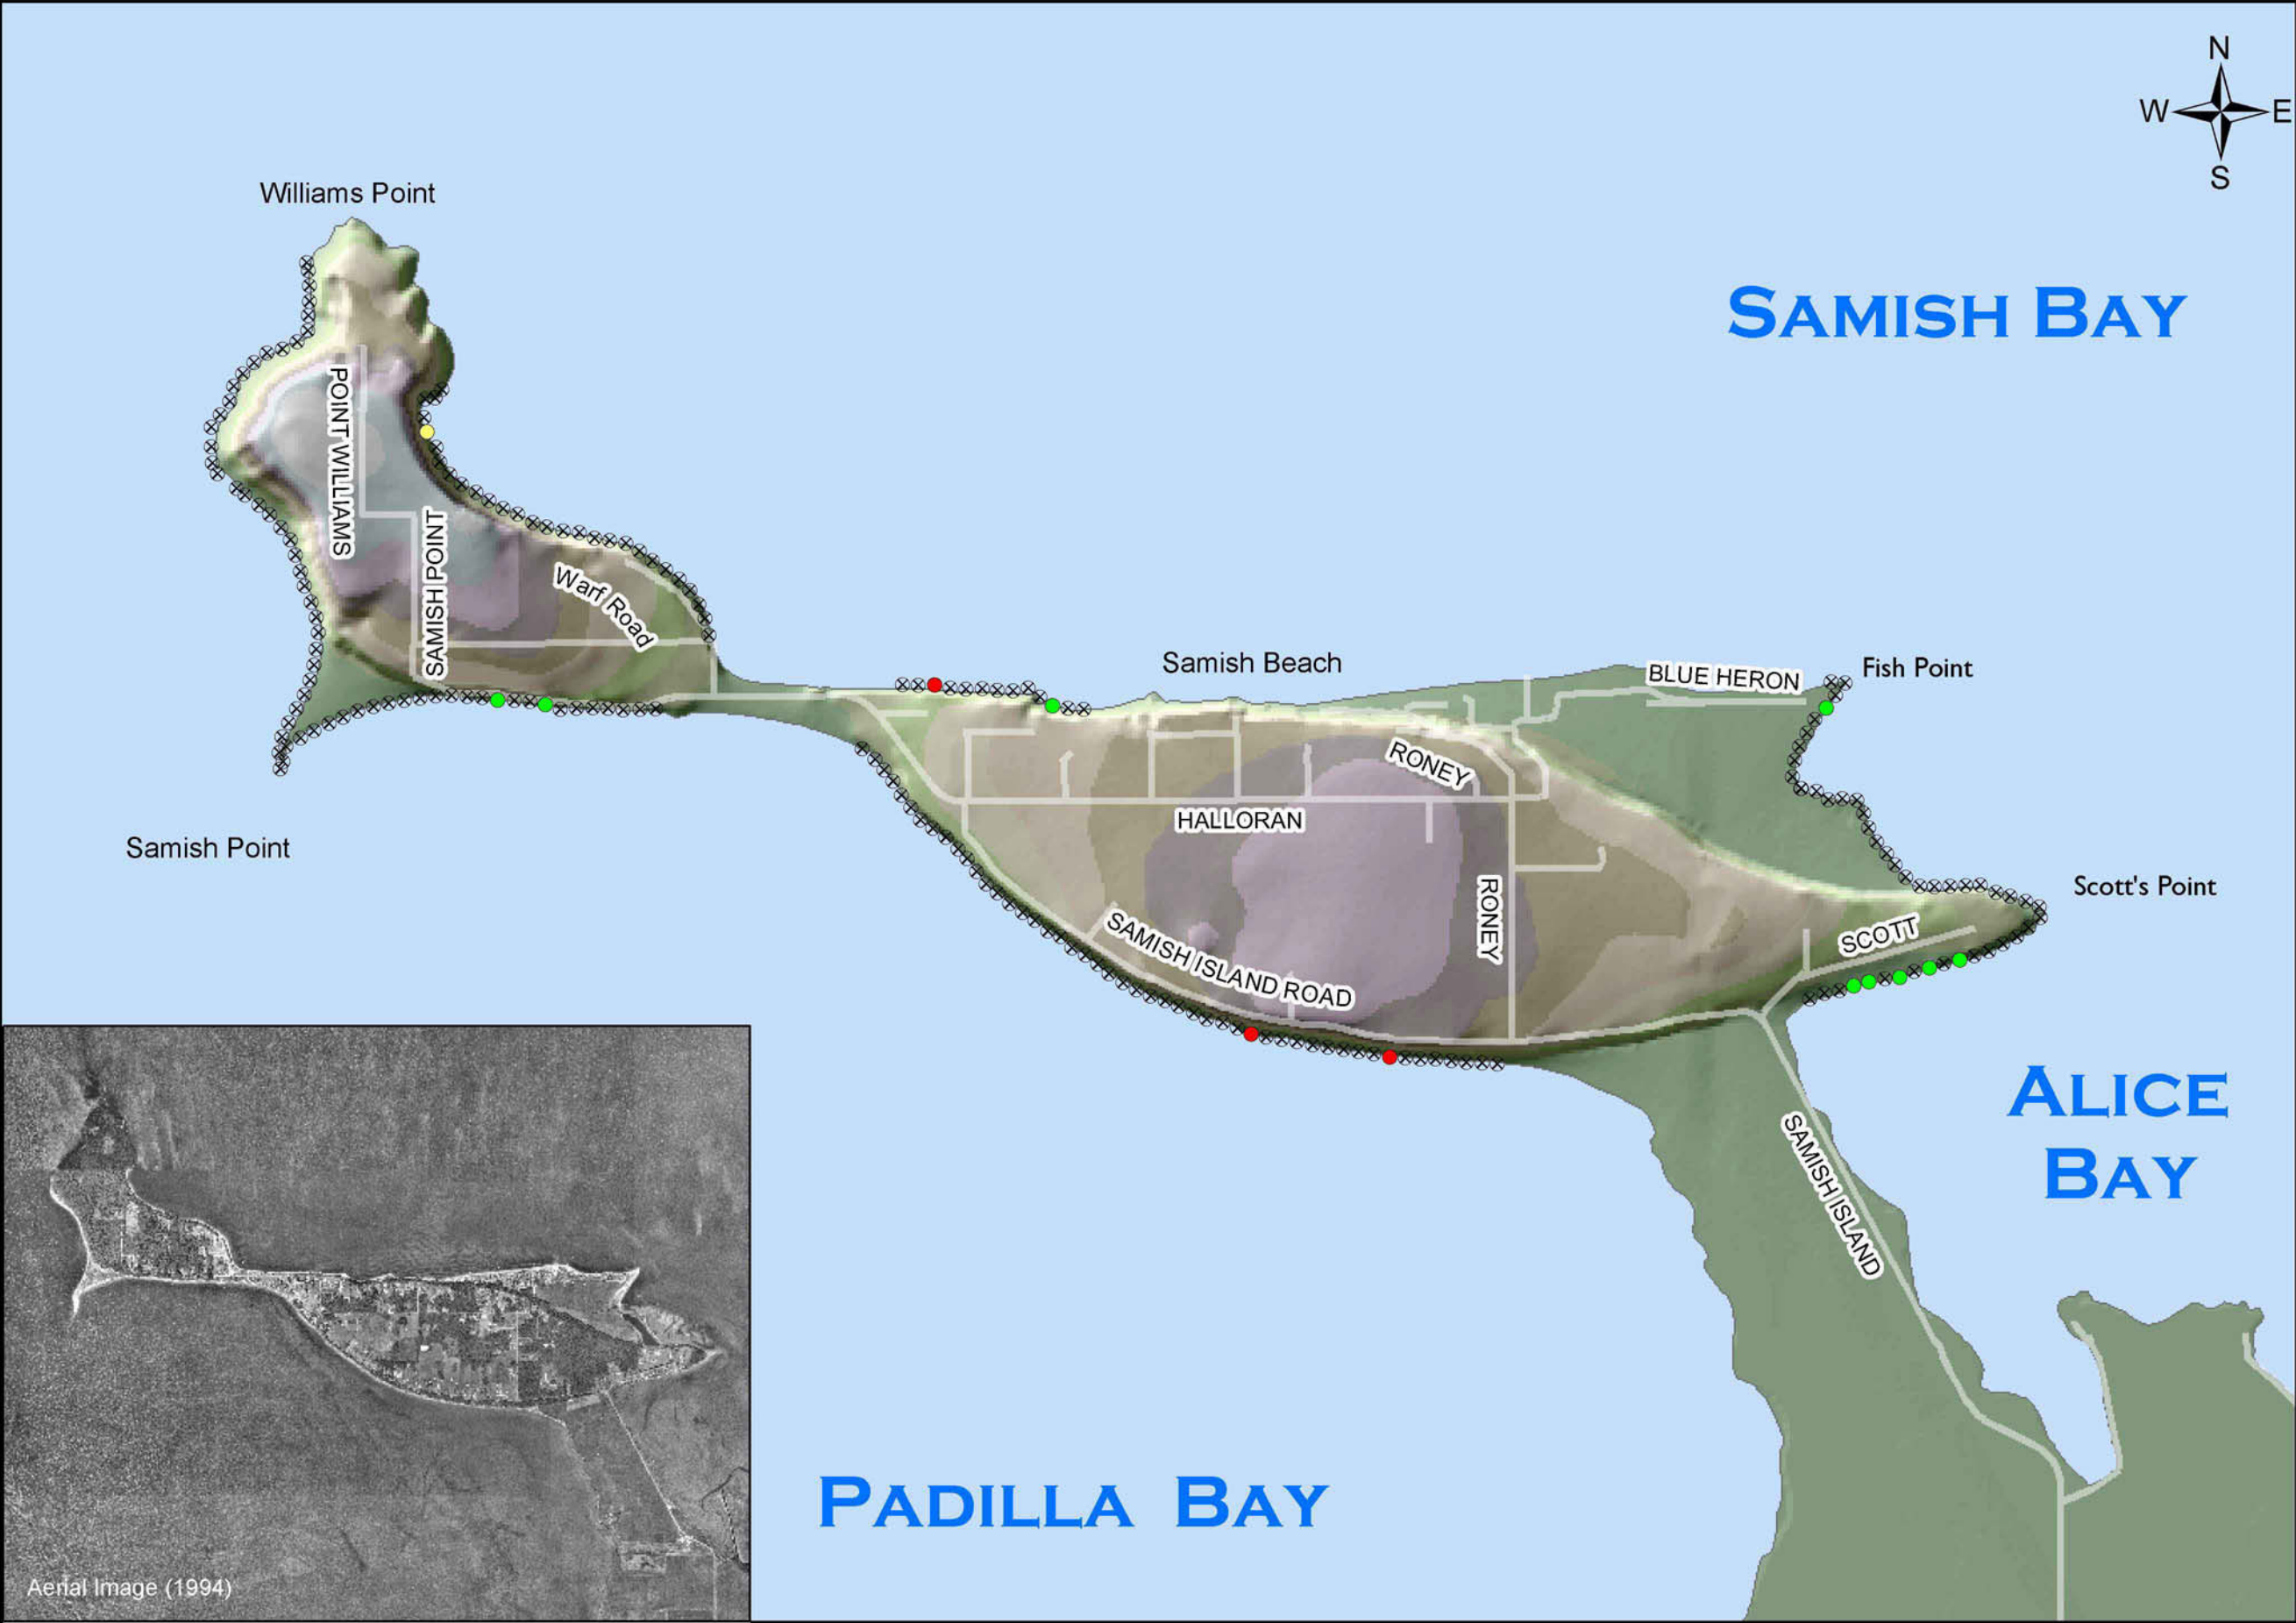 N
W E
S
Williams Point
SAMISH BAY
POINT WILLIAMS
SAMISH POINT
Warf Road
Samish Beach
BLUE HERON
Fish Point
RONEY
HALLORAN
Samish Point
RONEY
Scott's Point
SCOTT
SAMISH ISLAND ROAD
ALICE
BAY
SAMISH ISLAND
PADILLA BAY
Aerial Image (1994)